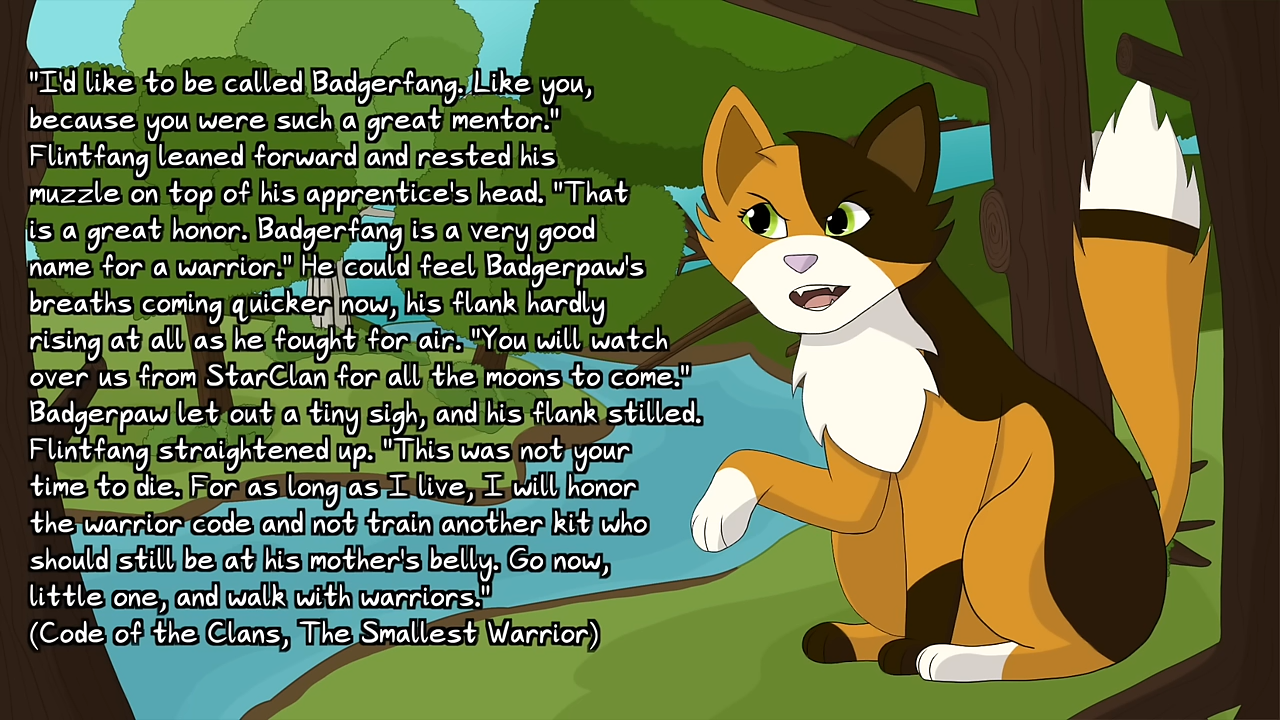 "I'd like to be called Badgerfang. Like you,
because you were such a great mentor."
Flintfang leaned forward and rested his
muzzle on top of his apprentice's head. "That
is a great honor. Badgerfang is a very good
name for a warrior." He could feel Badgerpaw's
breaths coming quicker now, his flank hardly
rising at all as he fought for air. "You will watch
over us from StarClan for all the moons to come."
Badgerpaw let out a tiny sigh, and his flank stilled.
Flintfang straightened up. "This was not your
time to die. For as long as I live, I will honor
the warrior code and not train another kit who
should still be at his mother's belly. Go now,
little one, and walk with warriors."
(Code of the Clans, The Smallest Warrior)